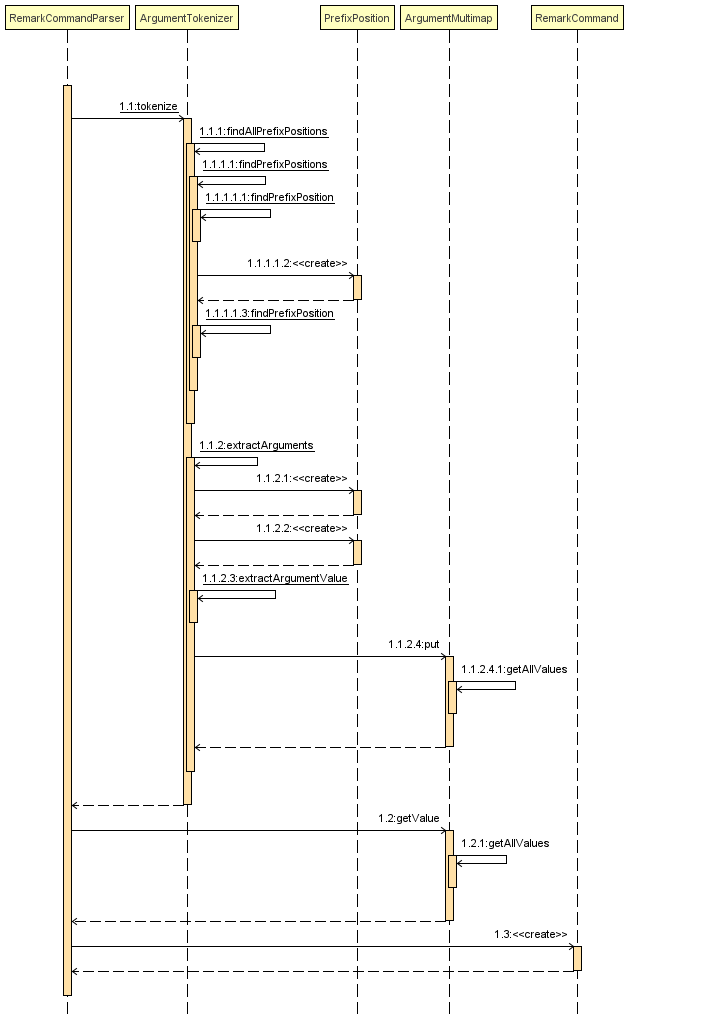 RemarkCommandParser ArgumentTokenizer PrefixPosition ArgumentMultimap RemarkCommand
1.1:tokenize
1.1.1:findAllPrefixPositions
1.1.1.1:findPrefixPositions
1.1.1.1.1:findPrefixPosition
1.1.1.1.2:<<create>>
1.1.1.1.3:findPrefixPosition
1.1.2:extractArguments
1.1.2.1:<<create>>
1.1.2.2:<<create>>
1.1.2.3:extractArgumentValue
1.1.2.4:put
1.1.2.4.1:getAllValues
1.2:getValue
1.2.1:getAllValues
1.3:<<create>>